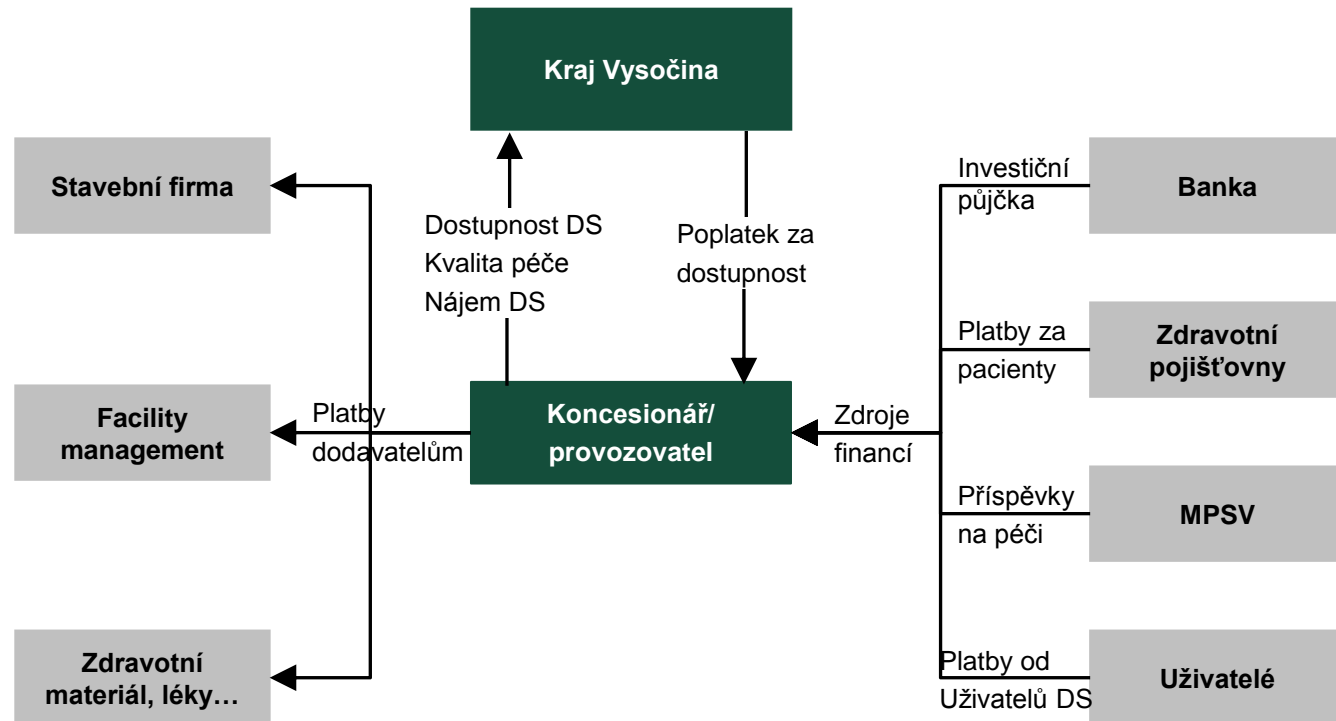 Kraj Vysočina
Stavební firma
Dostupnost DS
Kvalita péče
Nájem DS
Poplatek za
dostupnost
Investiční
půjčka
Banka
Platby za
pacienty
Zdravotní
pojišťovny
Facility
management
Platby
dodavatelům
Koncesionář/
provozovatel
Zdroje
financí
Příspěvky
na péči
MPSV
Zdravotní
materiál, léky…
Platby od
Uživatelů DS
Uživatelé